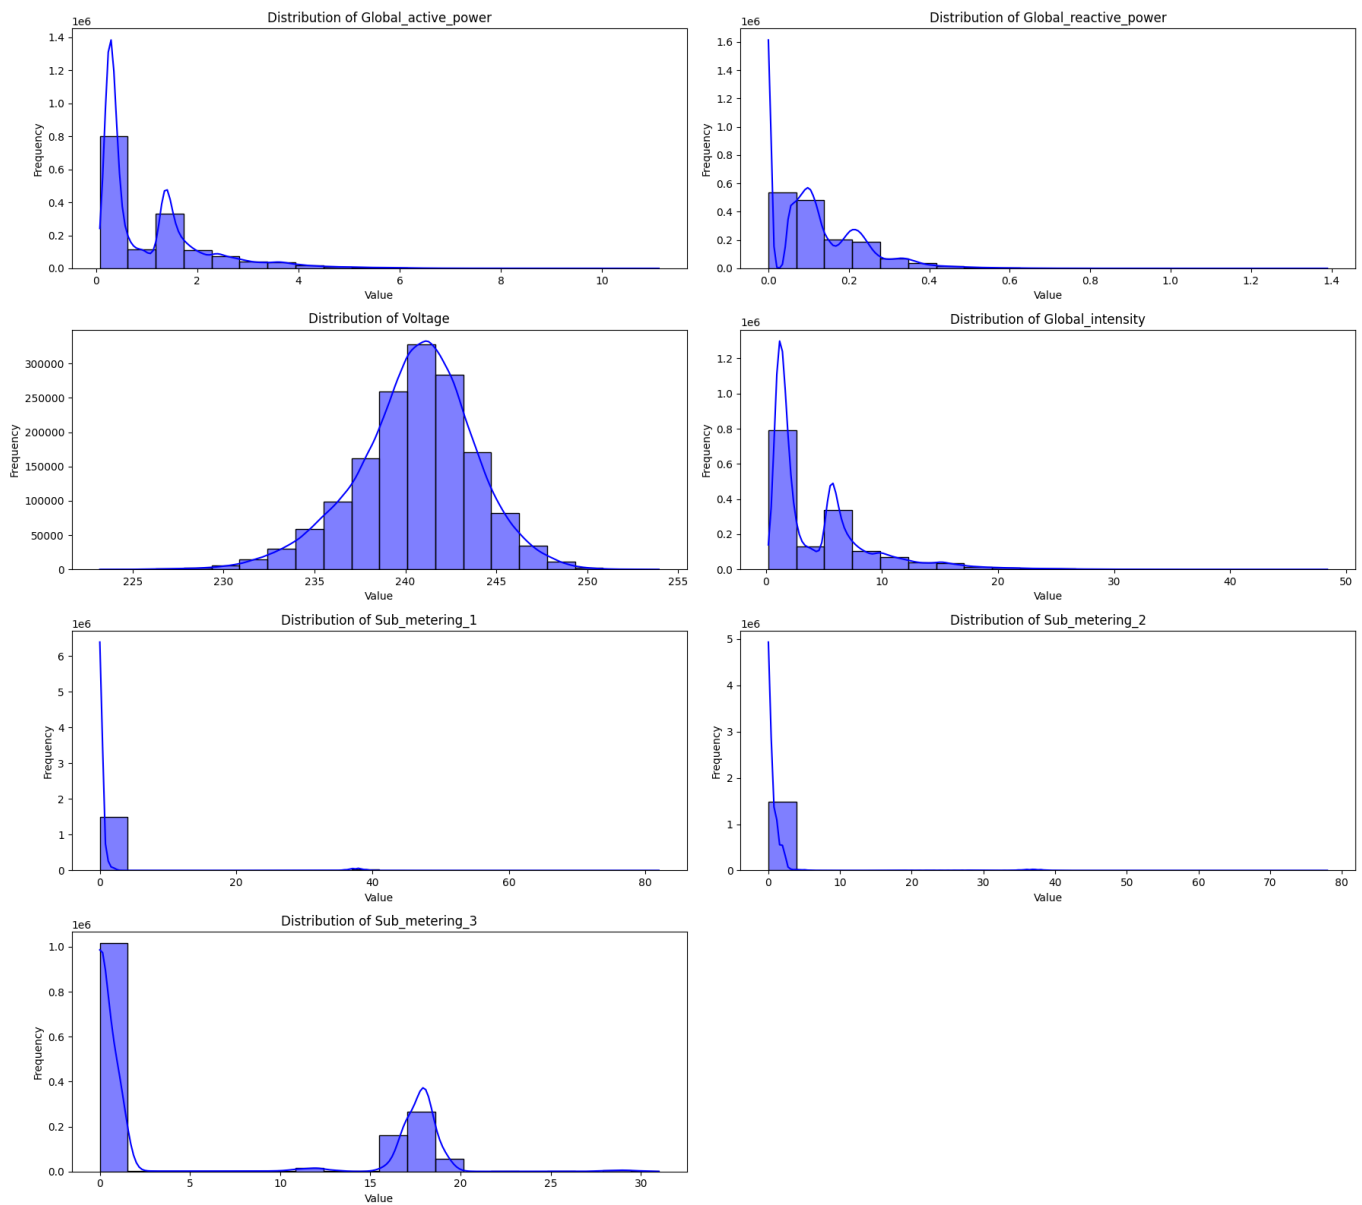 Distribution of Global_active_power
1e6
Frequency
1.4
1.2
1.0
0.8
0.6
0.4
0.2
0.0
0 2 4 6 8 10
Value
Distribution of Global_reactive_power
1e6
Frequency
1.6
1.4
1.2
1.0
0.8
0.6
0.4
0.2
0.0
0.0 0.2 0.4 0.6 0.8 1.0 1.2 1.4
Value
Distribution of Voltage
Frequency
300000
250000
200000
150000
100000
50000
0
225 230 235 240 245 250 255
Value
Distribution of Global_intensity
1e6
Frequency
1.2
1.0
0.8
0.6
0.4
0.2
0.0
0 10 20 30 40 50
Value
Distribution of Sub_metering_1
1e6
Frequency
6
5
4
3
2
1
0
0 20 40 60 80
Value
Distribution of Sub_metering_2
1e6
Frequency
5
4
3
2
1
0
0 10 20 30 40 50 60 70 80
Value
Distribution of Sub_metering_3
1e6
Frequency
1.0
0.8
0.6
0.4
0.2
0.0
0 5 10 15 20 25 30
Value